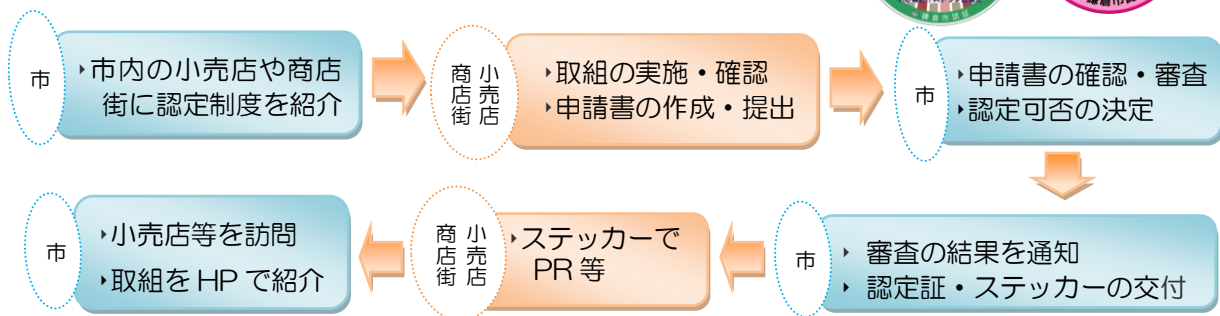 市
‣市内の小売店や商店
街に認定制度を紹介
小売店
商店街
‣取組の実施・確認
‣申請書の作成・提出
市
‣申請書の確認・審査
‣認定可否の決定
市
‣審査の結果を通知
‣認定証・ステッカーの交付
小売店
商店街
‣ステッカーで
PR等
市
‣小売店等を訪問
‣取組をHPで紹介
鎌倉市認証